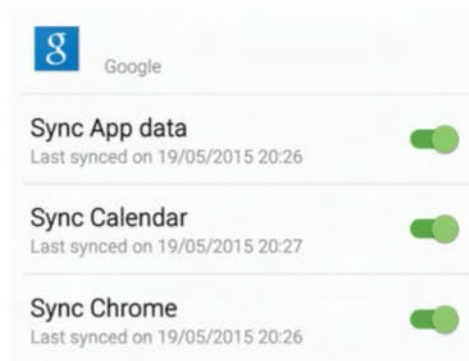 g
Google
Sync App data
Last synced on 19/05/2015 20:26
Sync Calendar
Last synced on 19/05/2015 20:27
Sync Chrome
Last synced on 19/05/2015 20:26